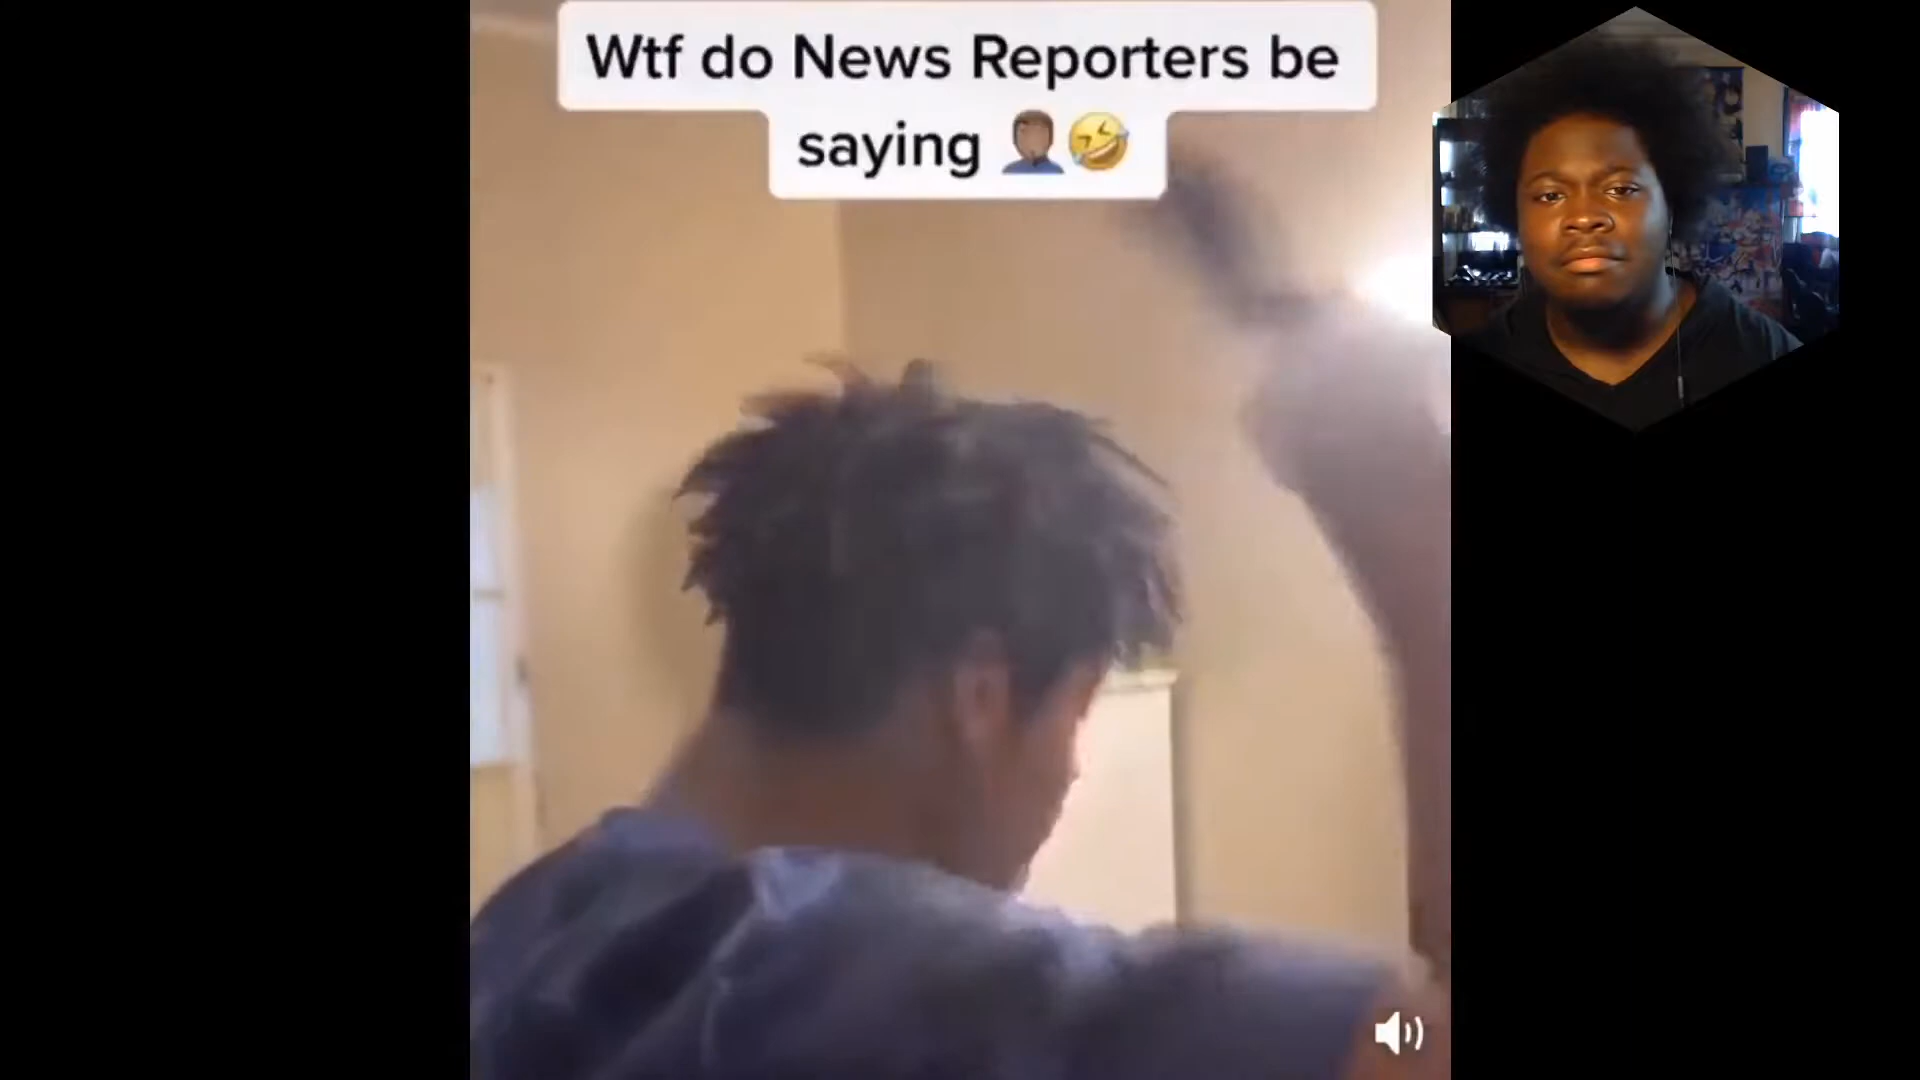 Wtf do News Reporters be
saying 🤦🏾‍♂️🤣